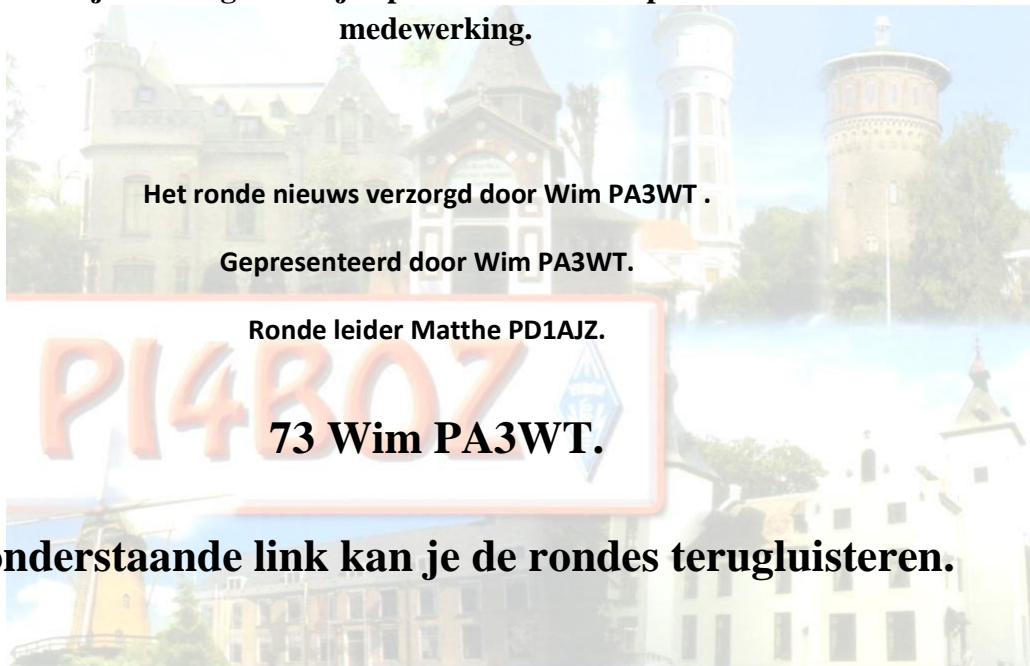 medewerking.
Het ronde nieuws verzorgd door Wim PA3WT .
Gepresenteerd door Wim PA3WT.
Ronde leider Matthe PD1AJZ.
PI4BOZ
73 Wim PA3WT.
nderstaande link kan je de rondes terugluisteren.